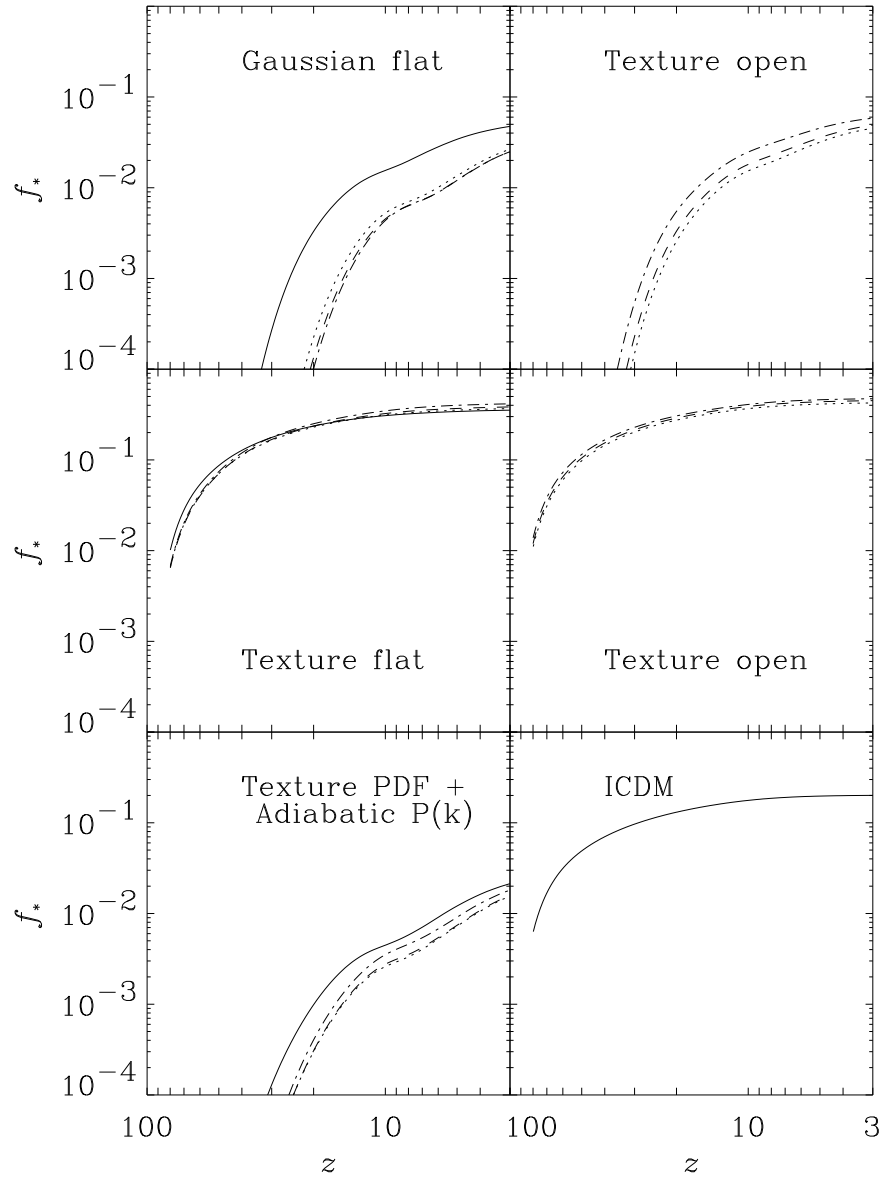 Gaussian flat
Texture open
10⁻¹
10⁻²
10⁻³
10⁻⁴
f*
Texture flat
Texture open
10⁻¹
10⁻²
10⁻³
10⁻⁴
f*
Texture PDF +
Adiabatic P(k)
ICDM
10⁻¹
10⁻²
10⁻³
10⁻⁴
f*
100 10 100 10 3
z z